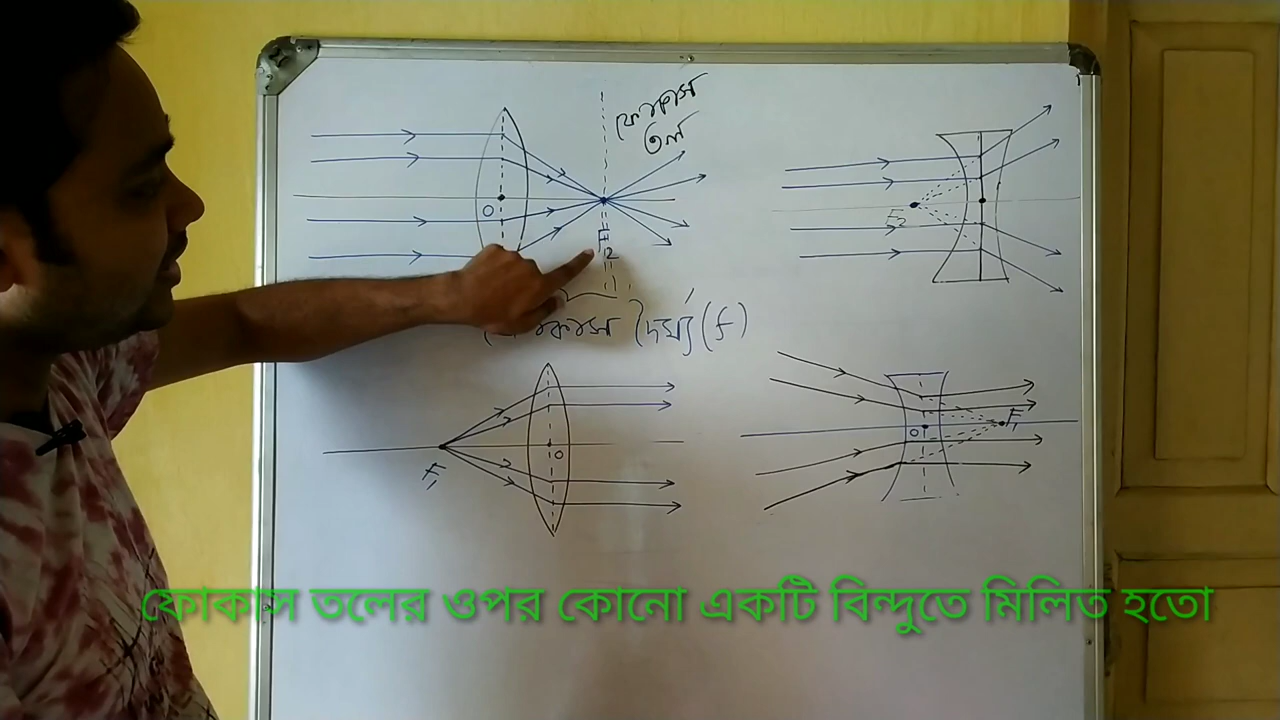 ফোকাস
তল
O
F2
F2
দৈর্ঘ্য (f)
O
F1
O
F1
ফোকাস তলের ওপর কোনো একটি বিন্দুতে মিলিত হতো